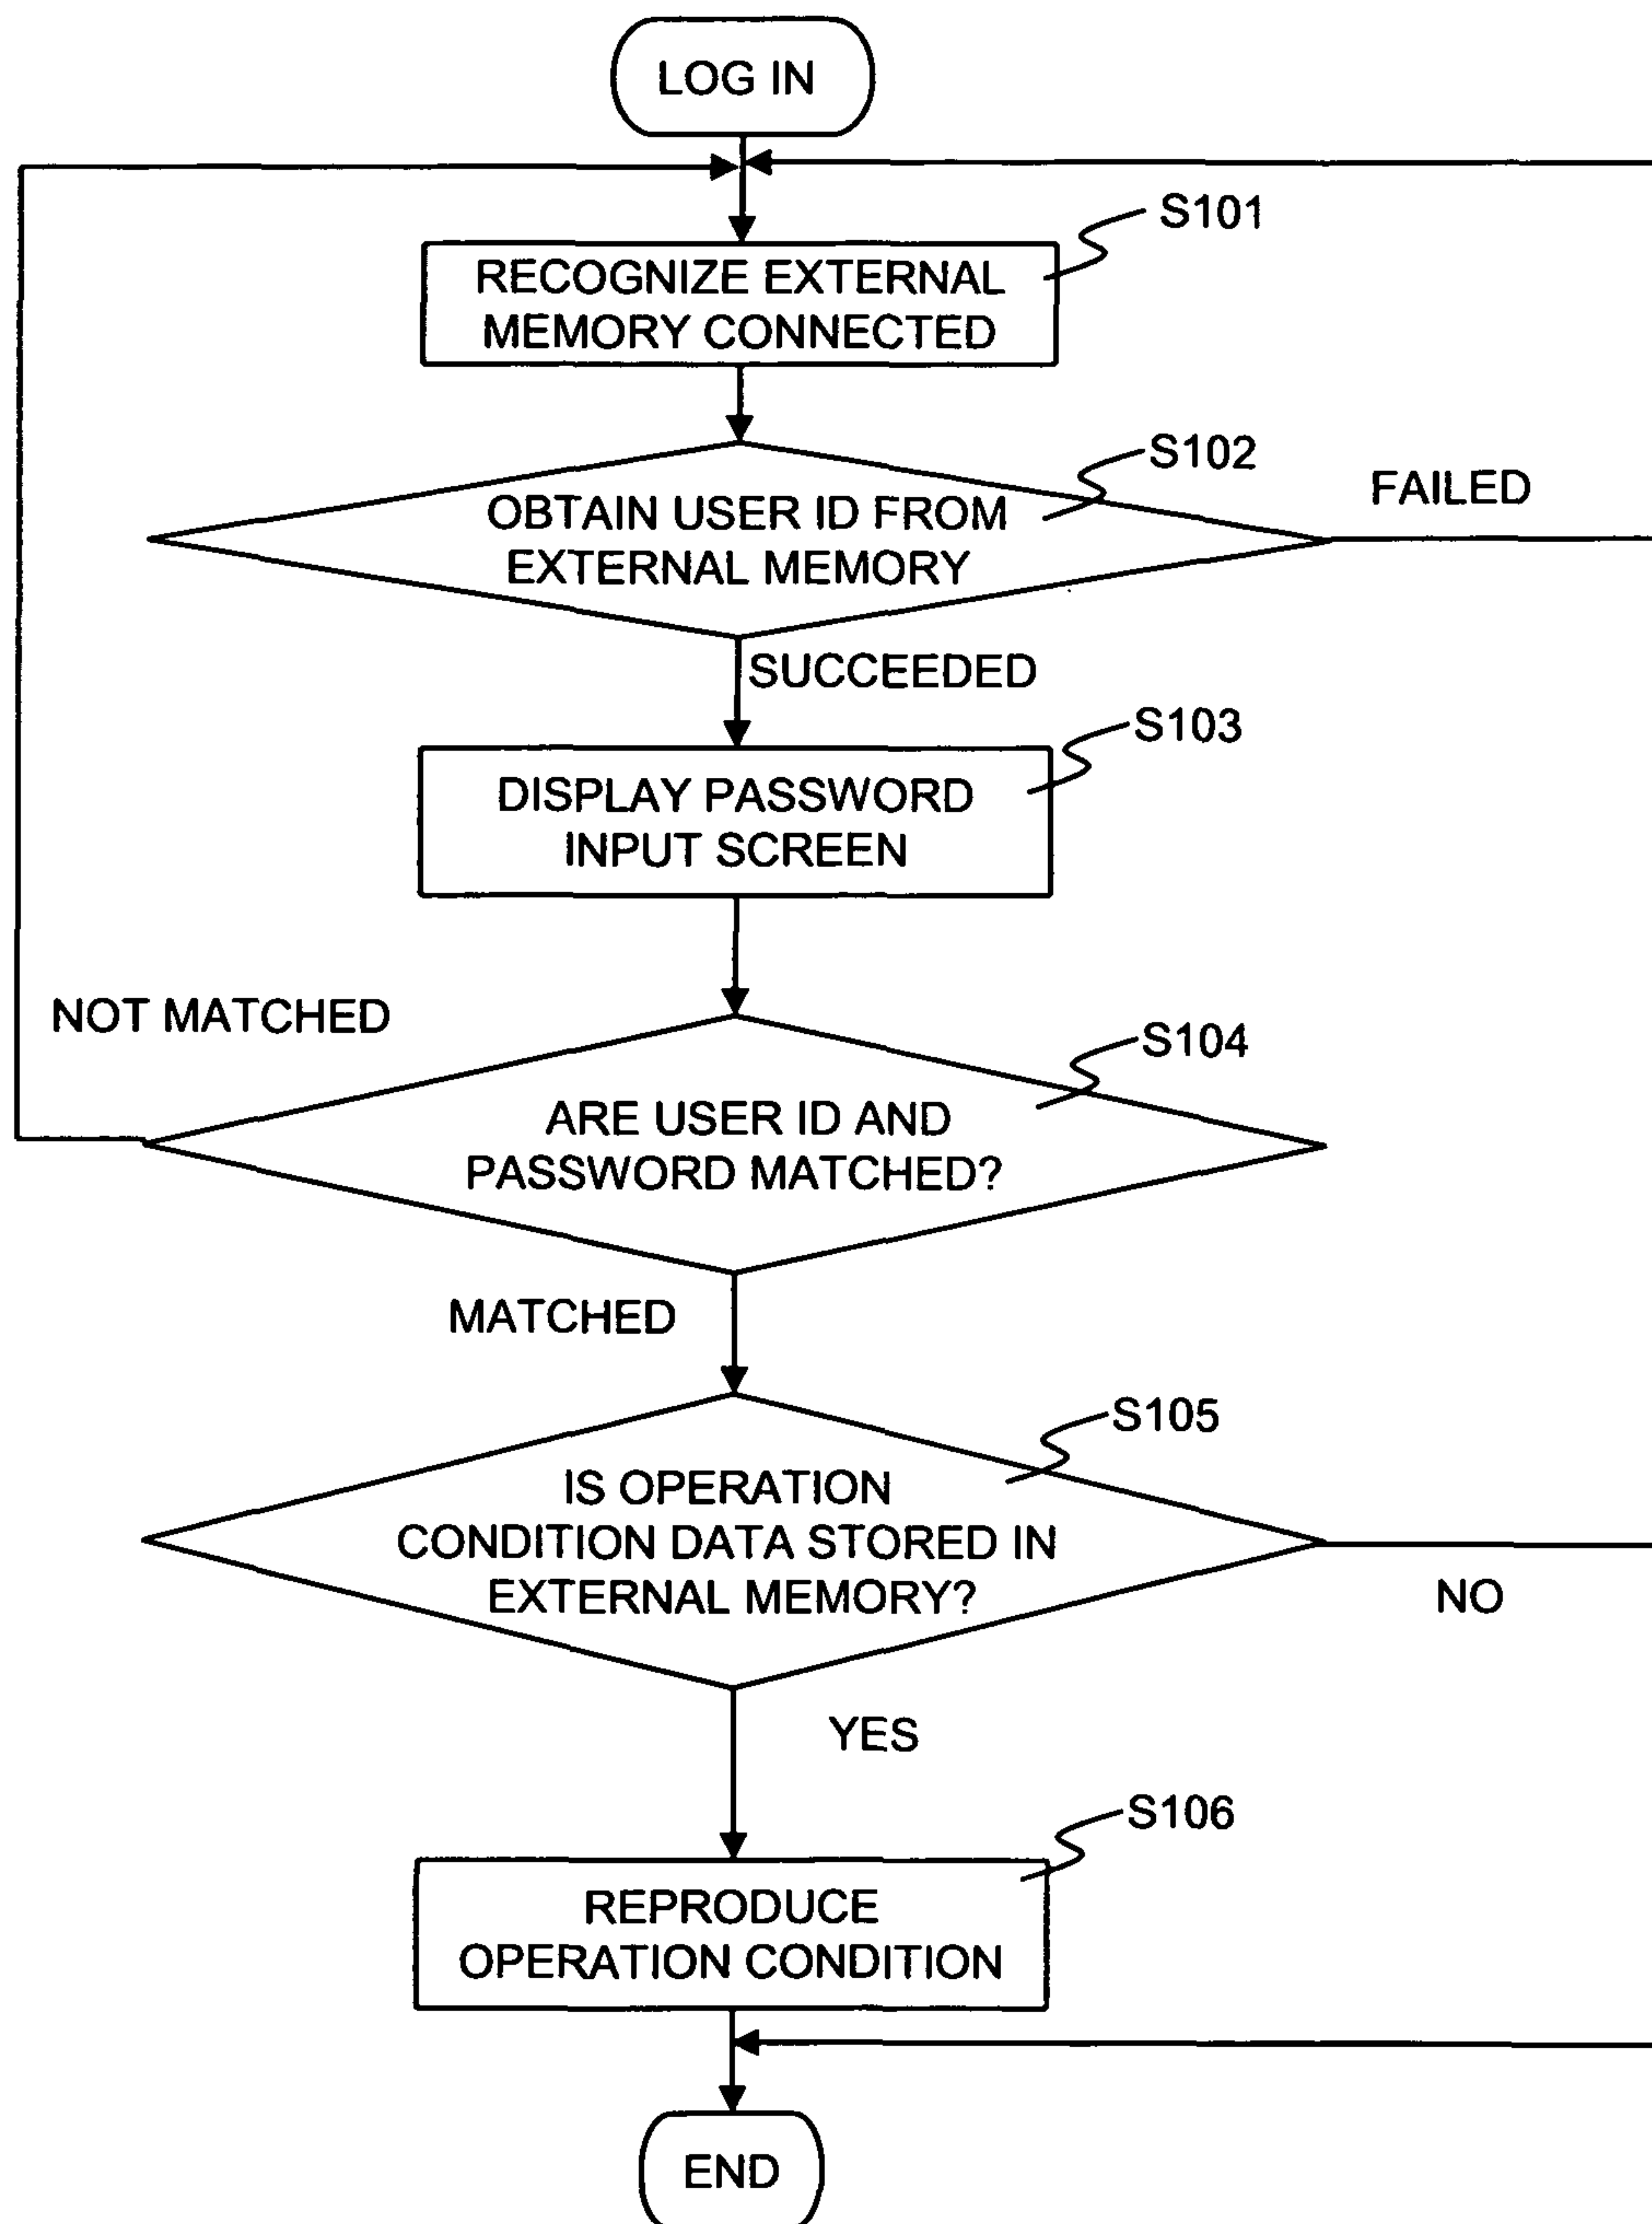 LOG IN
S101
RECOGNIZE EXTERNAL
MEMORY CONNECTED
S102
FAILED
OBTAIN USER ID FROM
EXTERNAL MEMORY
SUCCEEDED
S103
DISPLAY PASSWORD
INPUT SCREEN
NOT MATCHED
S104
ARE USER ID AND
PASSWORD MATCHED?
MATCHED
S105
IS OPERATION
CONDITION DATA STORED IN
EXTERNAL MEMORY?
NO
YES
S106
REPRODUCE
OPERATION CONDITION
END